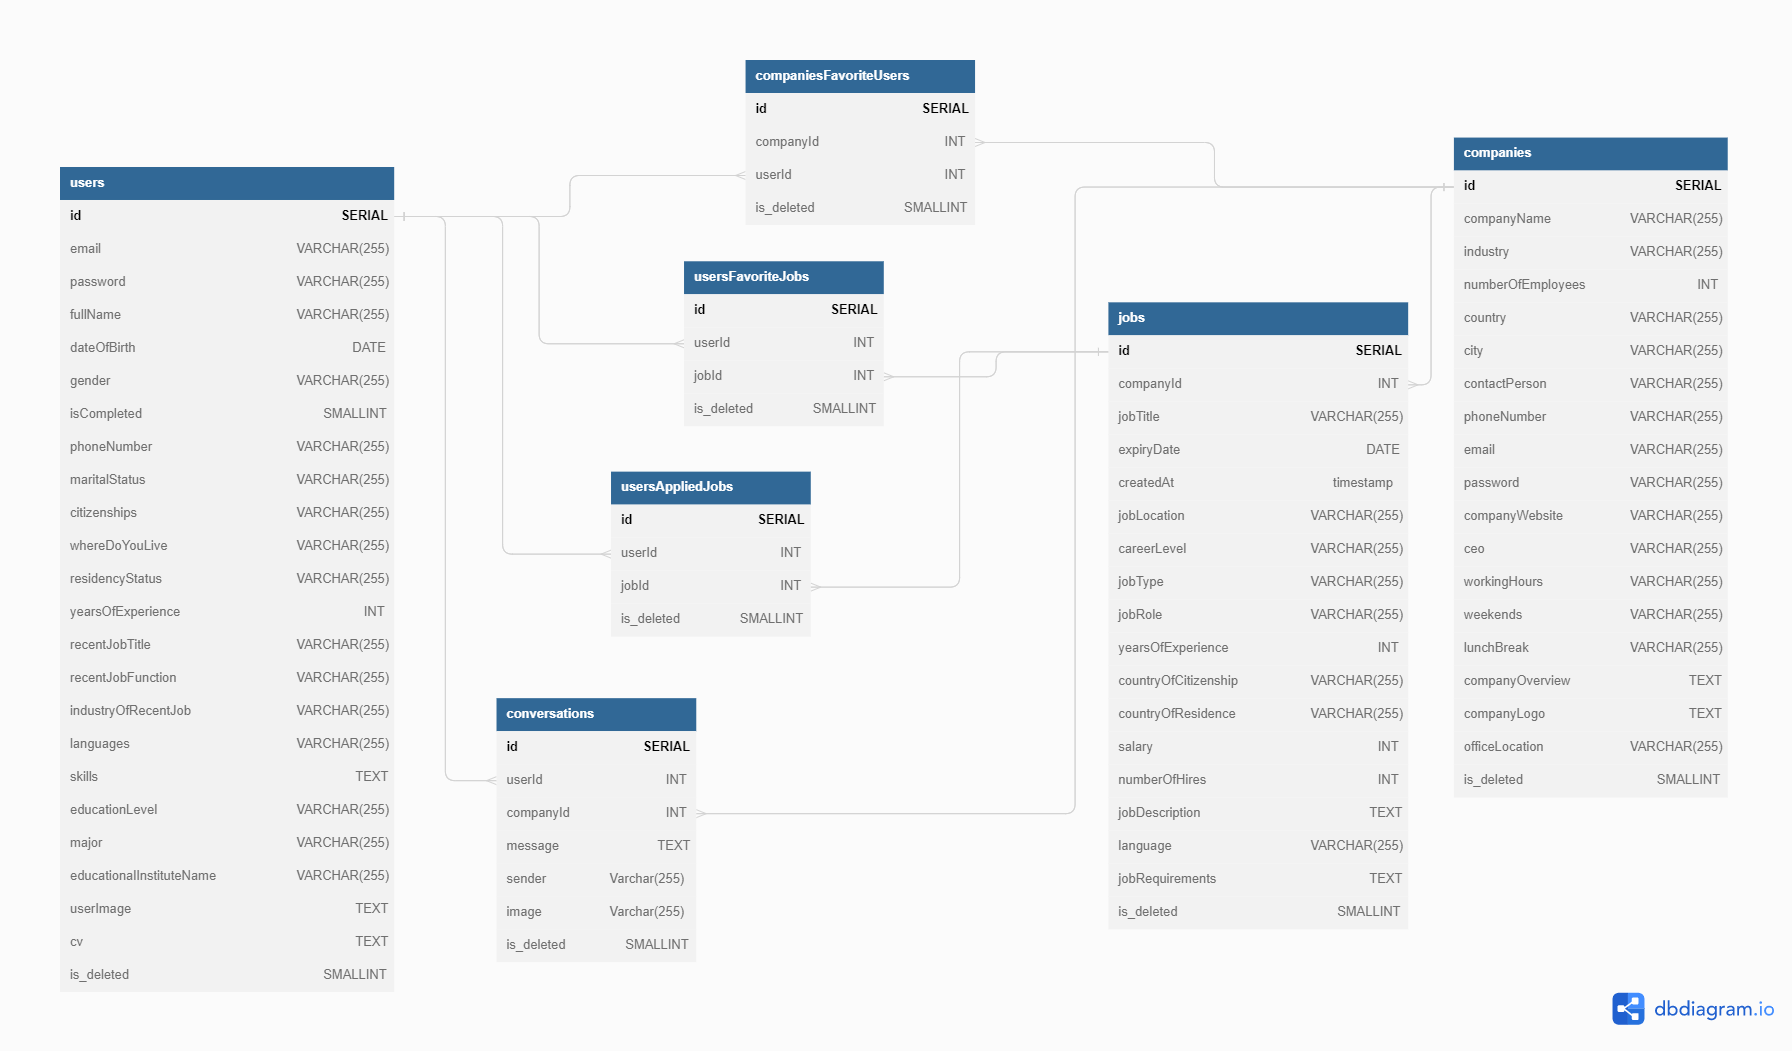 companiesFavoriteUsers
id SERIAL
companyId INT
userId INT
is_deleted SMALLINT
users
id SERIAL
email VARCHAR(255)
password VARCHAR(255)
fullName VARCHAR(255)
dateOfBirth DATE
gender VARCHAR(255)
isCompleted SMALLINT
phoneNumber VARCHAR(255)
maritalStatus VARCHAR(255)
citizenships VARCHAR(255)
whereDoYouLive VARCHAR(255)
residencyStatus VARCHAR(255)
yearsOfExperience INT
recentJobTitle VARCHAR(255)
recentJobFunction VARCHAR(255)
industryOfRecentJob VARCHAR(255)
languages VARCHAR(255)
skills TEXT
educationLevel VARCHAR(255)
major VARCHAR(255)
educationalInstituteName VARCHAR(255)
userImage TEXT
cv TEXT
is_deleted SMALLINT
usersFavoriteJobs
id SERIAL
userId INT
jobId INT
is_deleted SMALLINT
usersAppliedJobs
id SERIAL
userId INT
jobId INT
is_deleted SMALLINT
conversations
id SERIAL
userId INT
companyId INT
message TEXT
sender Varchar(255)
image Varchar(255)
is_deleted SMALLINT
jobs
id SERIAL
companyId INT
jobTitle VARCHAR(255)
expiryDate DATE
createdAt timestamp
jobLocation VARCHAR(255)
careerLevel VARCHAR(255)
jobType VARCHAR(255)
jobRole VARCHAR(255)
yearsOfExperience INT
countryOfCitizenship VARCHAR(255)
countryOfResidence VARCHAR(255)
salary INT
numberOfHires INT
jobDescription TEXT
language VARCHAR(255)
jobRequirements TEXT
is_deleted SMALLINT
companies
id SERIAL
companyName VARCHAR(255)
industry VARCHAR(255)
numberOfEmployees INT
country VARCHAR(255)
city VARCHAR(255)
contactPerson VARCHAR(255)
phoneNumber VARCHAR(255)
email VARCHAR(255)
password VARCHAR(255)
companyWebsite VARCHAR(255)
ceo VARCHAR(255)
workingHours VARCHAR(255)
weekends VARCHAR(255)
lunchBreak VARCHAR(255)
companyOverview TEXT
companyLogo TEXT
officeLocation VARCHAR(255)
is_deleted SMALLINT
dbdiagram.io